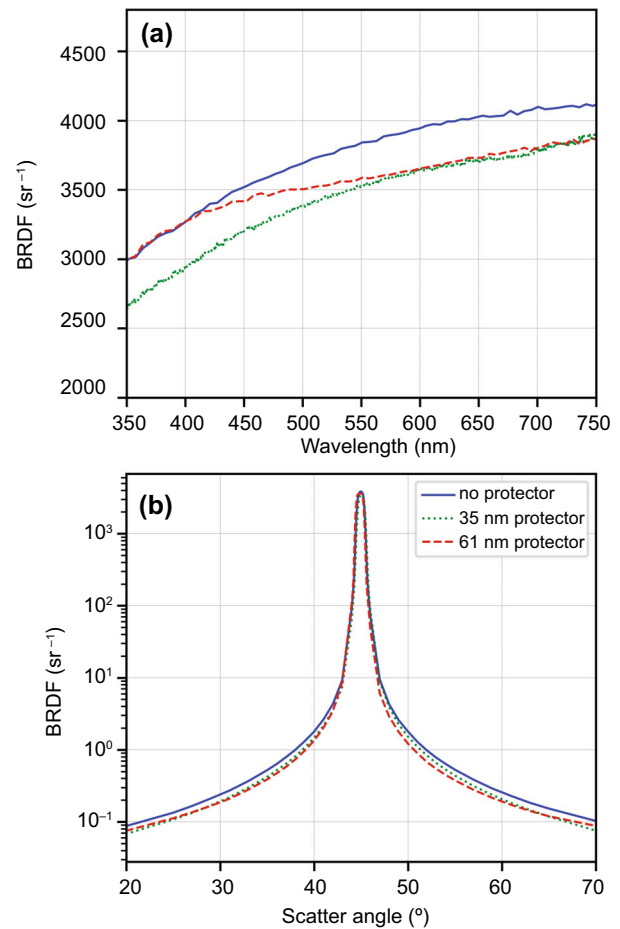 (a)
4500
4000
3500
3000
2500
2000
BRDF (sr⁻¹)
350 400 450 500 550 600 650 700 750
Wavelength (nm)
(b)
no protector
35 nm protector
61 nm protector
10³
10²
10¹
10⁰
10⁻¹
BRDF (sr⁻¹)
20 30 40 50 60 70
Scatter angle (º)